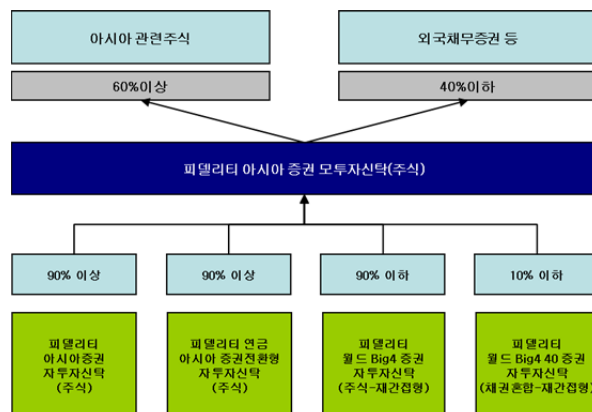 아시아 관련주식
외국채무증권 등
60%이상
40%이하
피델리티 아시아 증권 모투자신탁(주식)
90% 이상
90% 이상
90% 이하
10% 이하
피델리티
아시아증권
자투자신탁
(주식)
피델리티 연금
아시아 증권전환형
자투자신탁
(주식)
피델리티
월드 Big4 증권
자투자신탁
(주식-재간접형)
피델리티
월드 Big4 40 증권
자투자신탁
(채권혼합-재간접형)